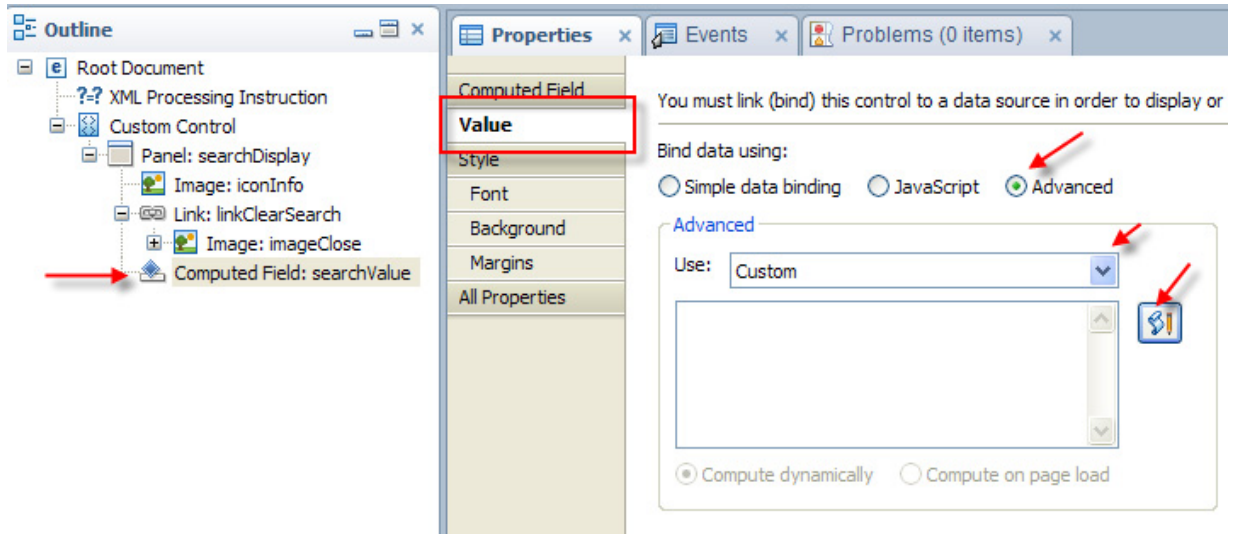 Outline
Root Document
?=? XML Processing Instruction
Custom Control
Panel: searchDisplay
Image: iconInfo
Link: linkClearSearch
Image: imageClose
Computed Field: searchValue
Properties
Events
Problems (0 items)
Computed Field
Value
Style
Font
Background
Margins
All Properties
You must link (bind) this control to a data source in order to display or
Bind data using:
Simple data binding
JavaScript
Advanced
Advanced
Use:
Custom
Compute dynamically
Compute on page load